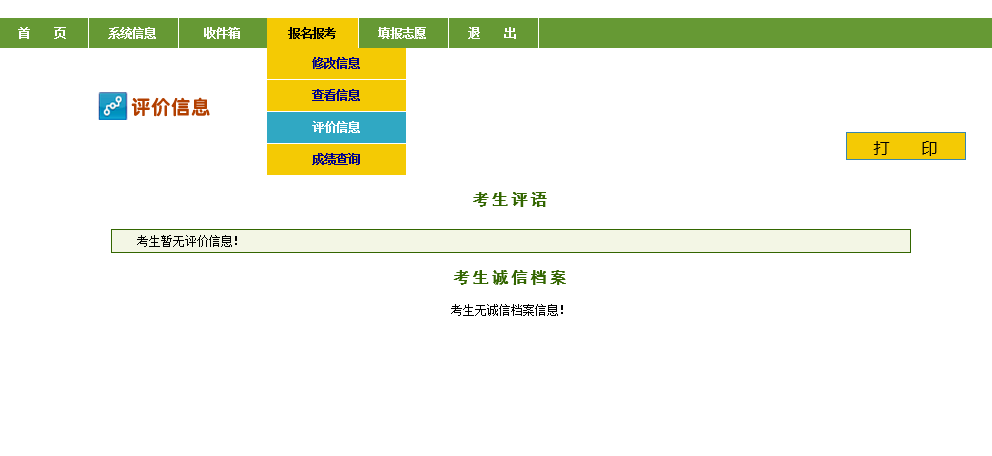 首　页 系统信息 收件箱 报名报考 填报志愿 退　出
修改信息
查看信息
评价信息
评价信息
打　印
成绩查询
考生评语
考生暂无评价信息!
考生诚信档案
考生无诚信档案信息!